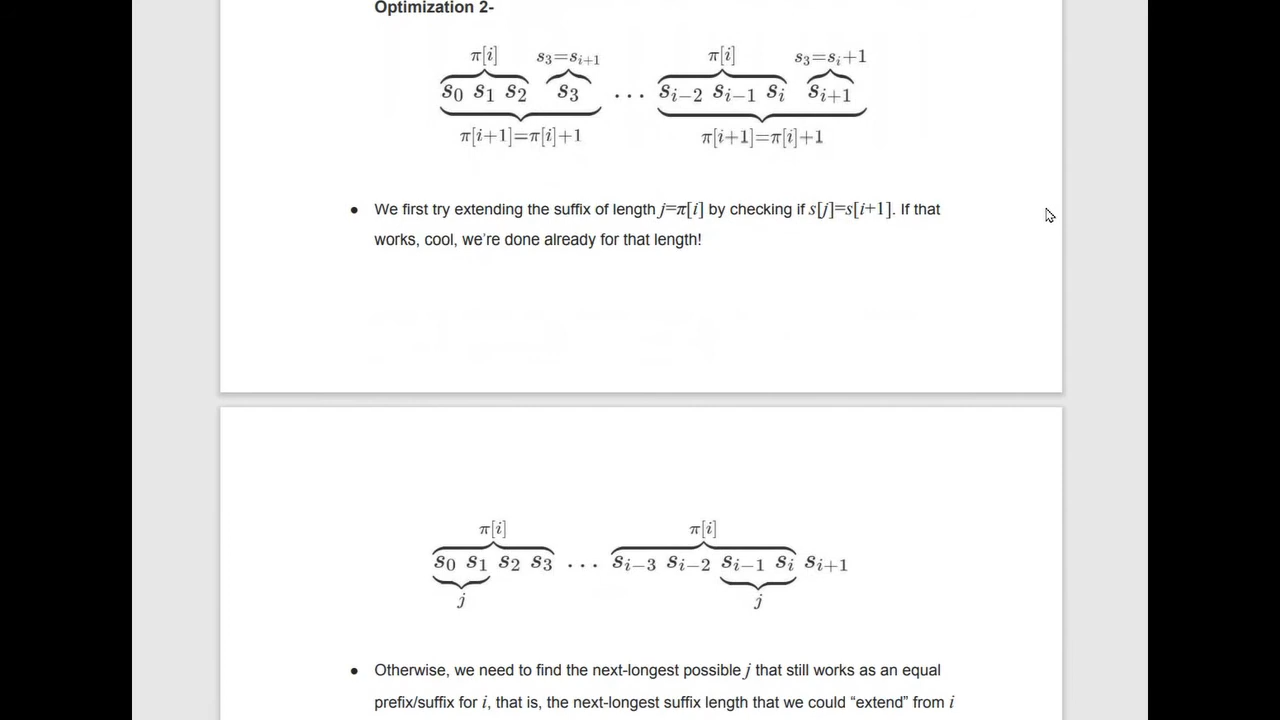 Optimization 2-
π[i] s₃=sᵢ₊₁ π[i] s₃=sᵢ+1
s₀ s₁ s₂ s₃ ... sᵢ₋₂ sᵢ₋₁ sᵢ sᵢ₊₁
π[i+1]=π[i]+1 π[i+1]=π[i]+1
● We first try extending the suffix of length j=π[i] by checking if s[j]=s[i+1]. If that
works, cool, we're done already for that length!
π[i] π[i]
s₀ s₁ s₂ s₃ ... sᵢ₋₃ sᵢ₋₂ sᵢ₋₁ sᵢ sᵢ₊₁
j j
● Otherwise, we need to find the next-longest possible j that still works as an equal
prefix/suffix for i, that is, the next-longest suffix length that we could “extend” from i